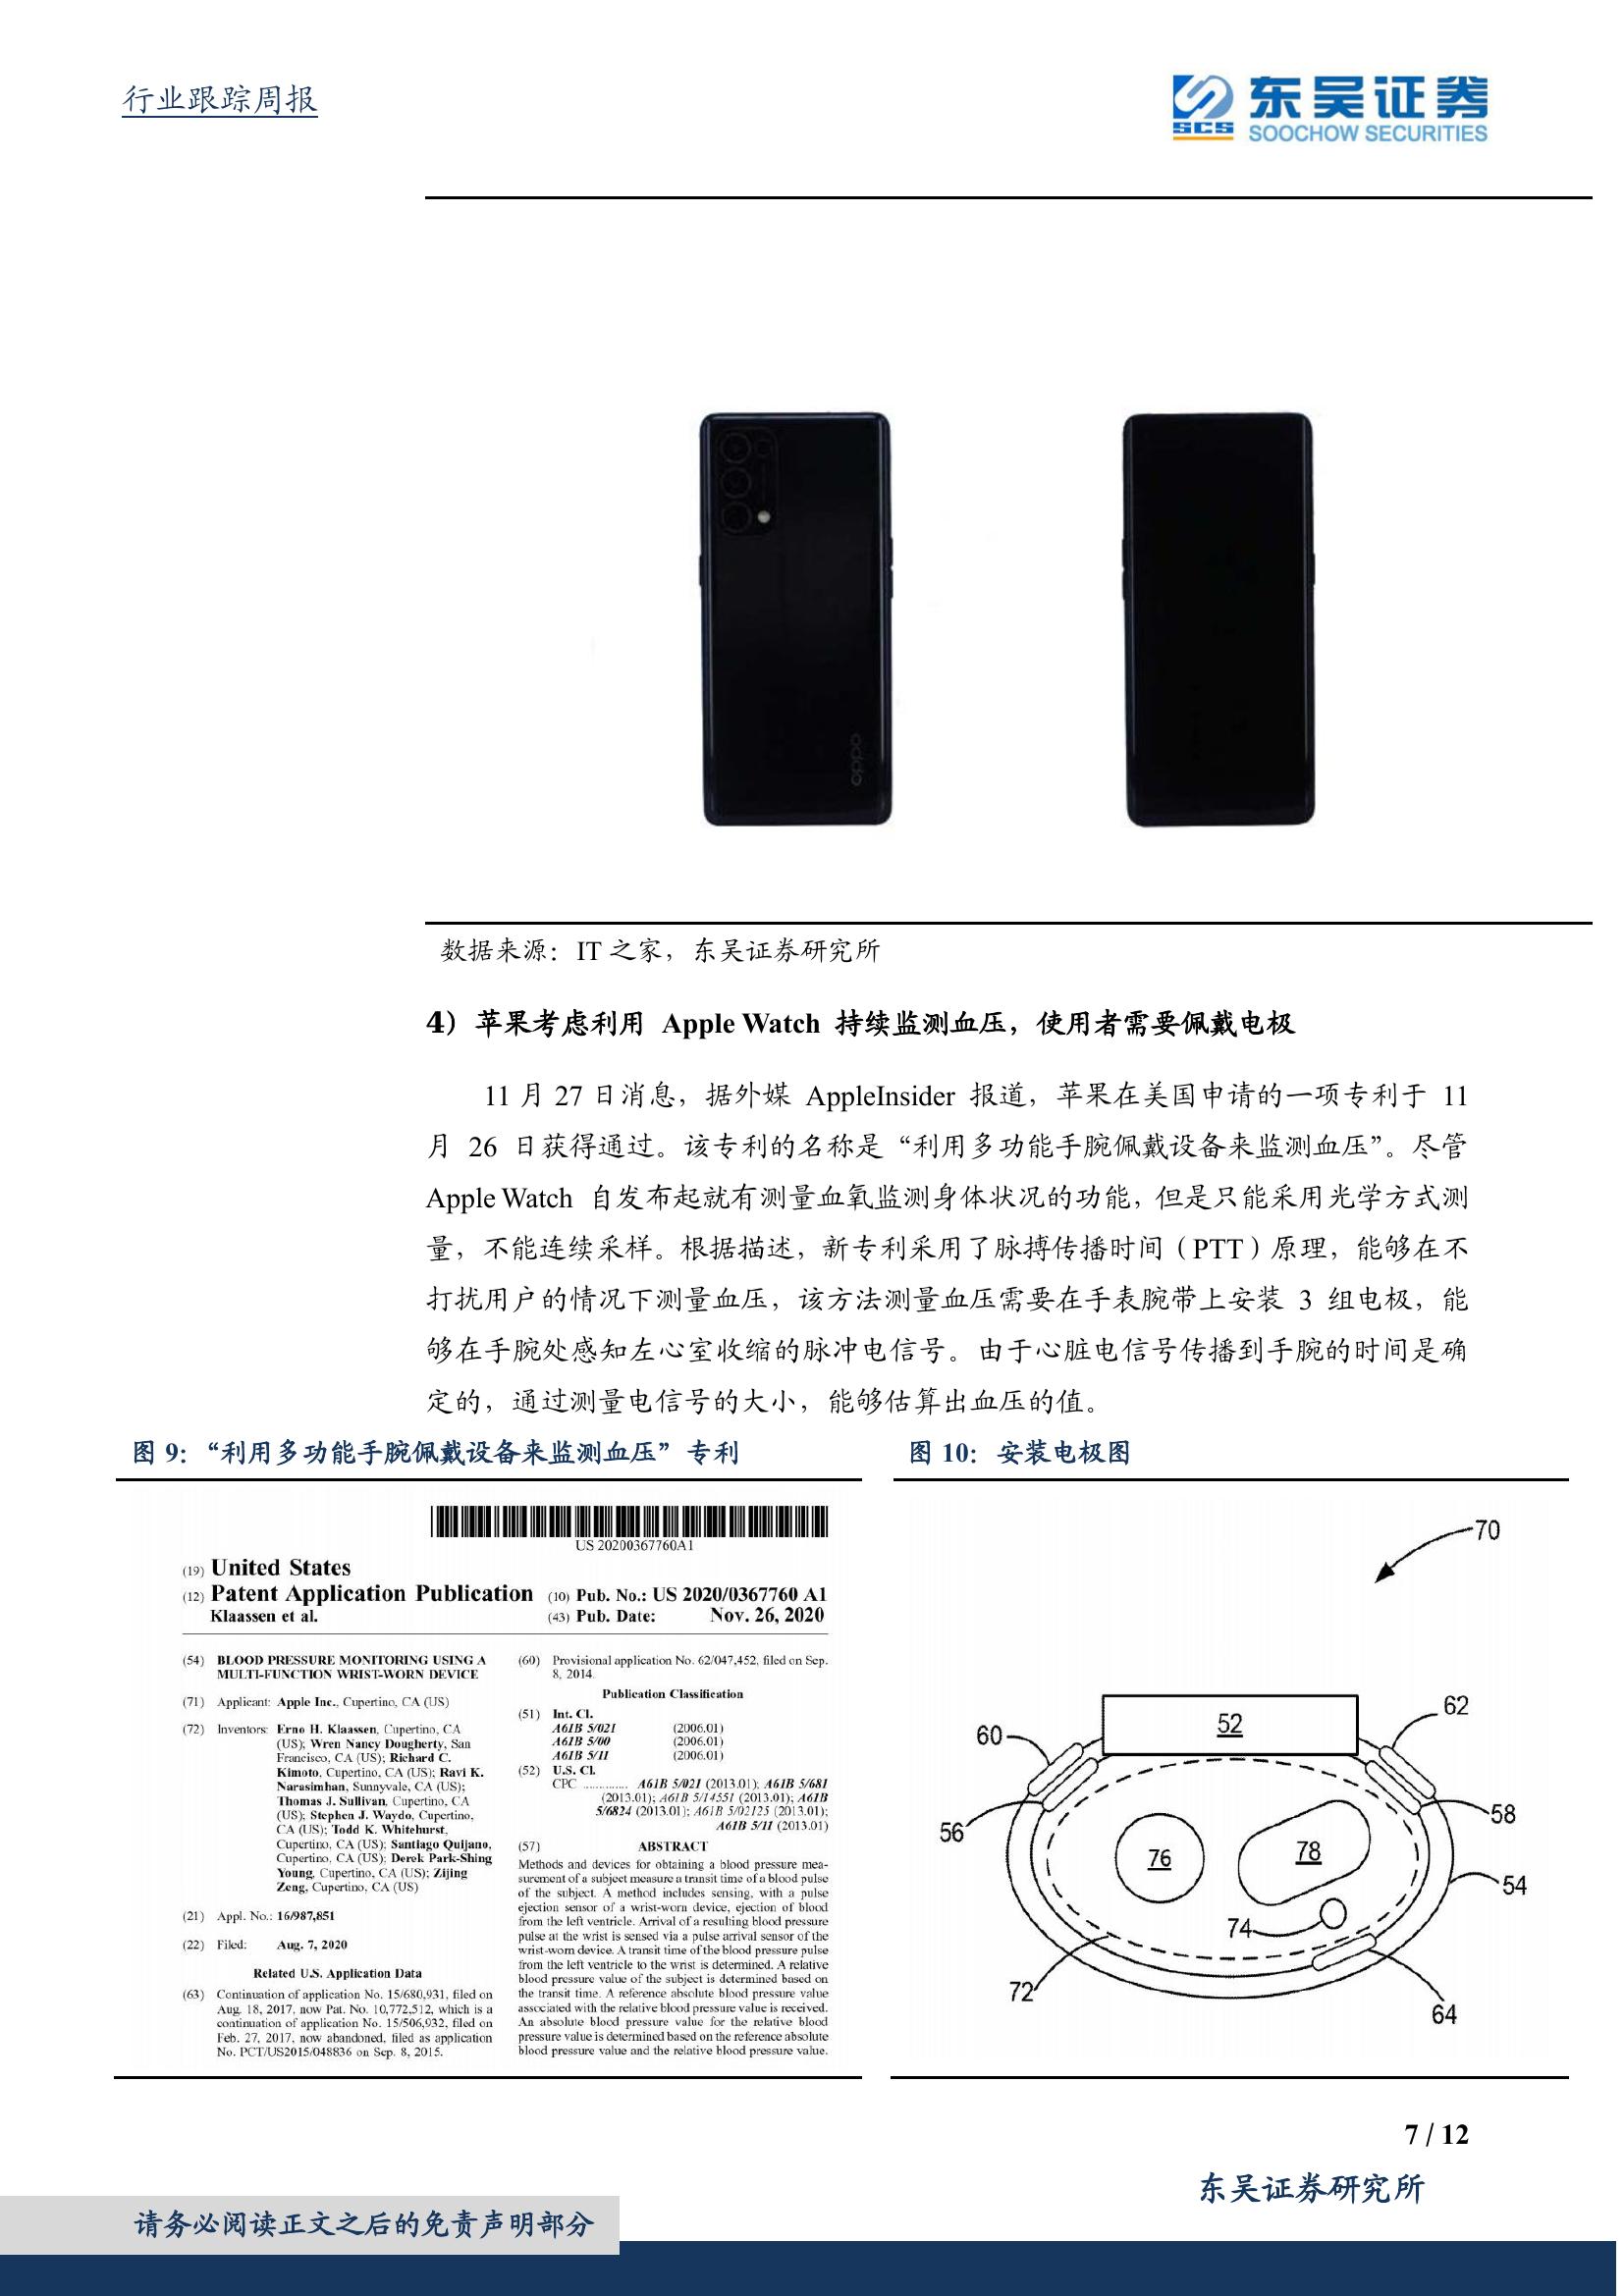 行业跟踪周报
SCS
东吴证券
SOOCHOW SECURITIES
oppo
数据来源：IT 之家，东吴证券研究所
4）苹果考虑利用 Apple Watch 持续监测血压，使用者需要佩戴电极
11 月 27 日消息，据外媒 AppleInsider 报道，苹果在美国申请的一项专利于 11
月 26 日获得通过。该专利的名称是“利用多功能手腕佩戴设备来监测血压”。尽管
Apple Watch 自发布起就有测量血氧监测身体状况的功能，但是只能采用光学方式测
量，不能连续采样。根据描述，新专利采用了脉搏传播时间（PTT）原理，能够在不
打扰用户的情况下测量血压，该方法测量血压需要在手表腕带上安装 3 组电极，能
够在手腕处感知左心室收缩的脉冲电信号。由于心脏电信号传播到手腕的时间是确
定的，通过测量电信号的大小，能够估算出血压的值。
图 9：“利用多功能手腕佩戴设备来监测血压”专利
US 20200367760A1
(19) United States
(12) Patent Application Publication
Klaassen et al.
(10) Pub. No.: US 2020/0367760 A1
(43) Pub. Date: Nov. 26, 2020
(54) BLOOD PRESSURE MONITORING USING A
MULTI-FUNCTION WRIST-WORN DEVICE
(71) Applicant: Apple Inc., Cupertino, CA (US)
(72) Inventors: Erno H. Klaassen, Cupertino, CA
(US); Wren Nancy Dougherty, San
Francisco, CA (US); Richard C.
Kimoto, Cupertino, CA (US); Ravi K.
Narasimhan, Sunnyvale, CA (US);
Thomas J. Sullivan, Cupertino, CA
(US); Stephen J. Waydo, Cupertino,
CA (US); Todd K. Whitehurst,
Cupertino, CA (US); Santiago Quijano,
Cupertino, CA (US); Derek Park-Shing
Young, Cupertino, CA (US); Zijing
Zeng, Cupertino, CA (US)
(21) Appl. No.: 16/987,851
(22) Filed: Aug. 7, 2020
Related U.S. Application Data
(63) Continuation of application No. 15/680,931, filed on
Aug. 18, 2017, now Pat. No. 10,772,512, which is a
continuation of application No. 15/506,932, filed on
Feb. 27, 2017, now abandoned, filed as application
No. PCT/US2015/048836 on Sep. 8, 2015.
(60) Provisional application No. 62/047,452, filed on Sep.
8, 2014.
Publication Classification
(51) Int. Cl.
A61B 5/021 (2006.01)
A61B 5/00 (2006.01)
A61B 5/11 (2006.01)
(52) U.S. Cl.
CPC ............. A61B 5/021 (2013.01); A61B 5/681
(2013.01); A61B 5/14551 (2013.01); A61B
5/6824 (2013.01); A61B 5/02125 (2013.01);
A61B 5/11 (2013.01)
(57) ABSTRACT
Methods and devices for obtaining a blood pressure mea-
surement of a subject measure a transit time of a blood pulse
of the subject. A method includes sensing, with a pulse
ejection sensor of a wrist-worn device, ejection of blood
from the left ventricle. Arrival of a resulting blood pressure
pulse at the wrist is sensed via a pulse arrival sensor of the
wrist-worn device. A transit time of the blood pressure pulse
from the left ventricle to the wrist is determined. A relative
blood pressure value of the subject is determined based on
the transit time. A reference absolute blood pressure value
associated with the relative blood pressure value is received.
An absolute blood pressure value for the relative blood
pressure value is determined based on the reference absolute
blood pressure value and the relative blood pressure value.
图 10：安装电极图
70
62
52
60
58
56
78
76
54
74
72
64
7 / 12
东吴证券研究所
请务必阅读正文之后的免责声明部分